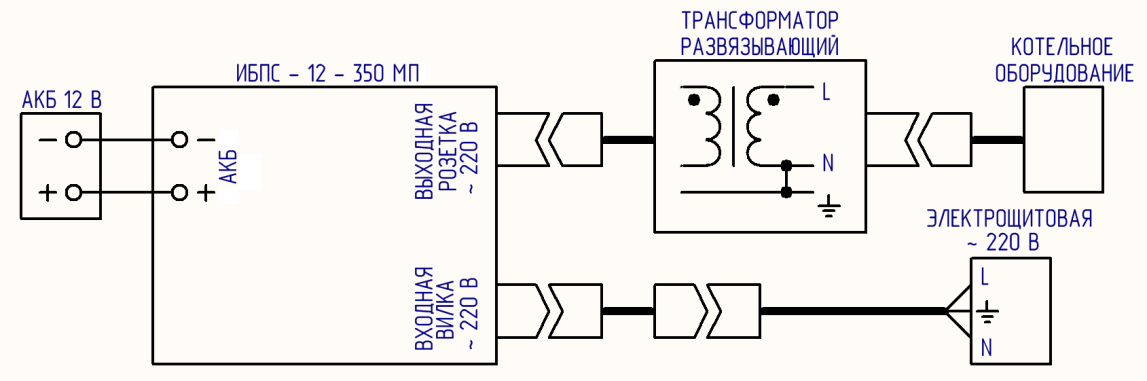 ТРАНСФОРМАТОР
РАЗВЯЗЫВАЮЩИЙ
КОТЕЛЬНОЕ
ОБОРУДОВАНИЕ
ИБПС - 12 - 350 МП
АКБ 12 В
- -
+ +
АКБ
ВЫХОДНАЯ
РОЗЕТКА
~ 220 В
L
N
ЭЛЕКТРОЩИТОВАЯ
~ 220 В
ВХОДНАЯ
ВИЛКА
~ 220 В
L
N